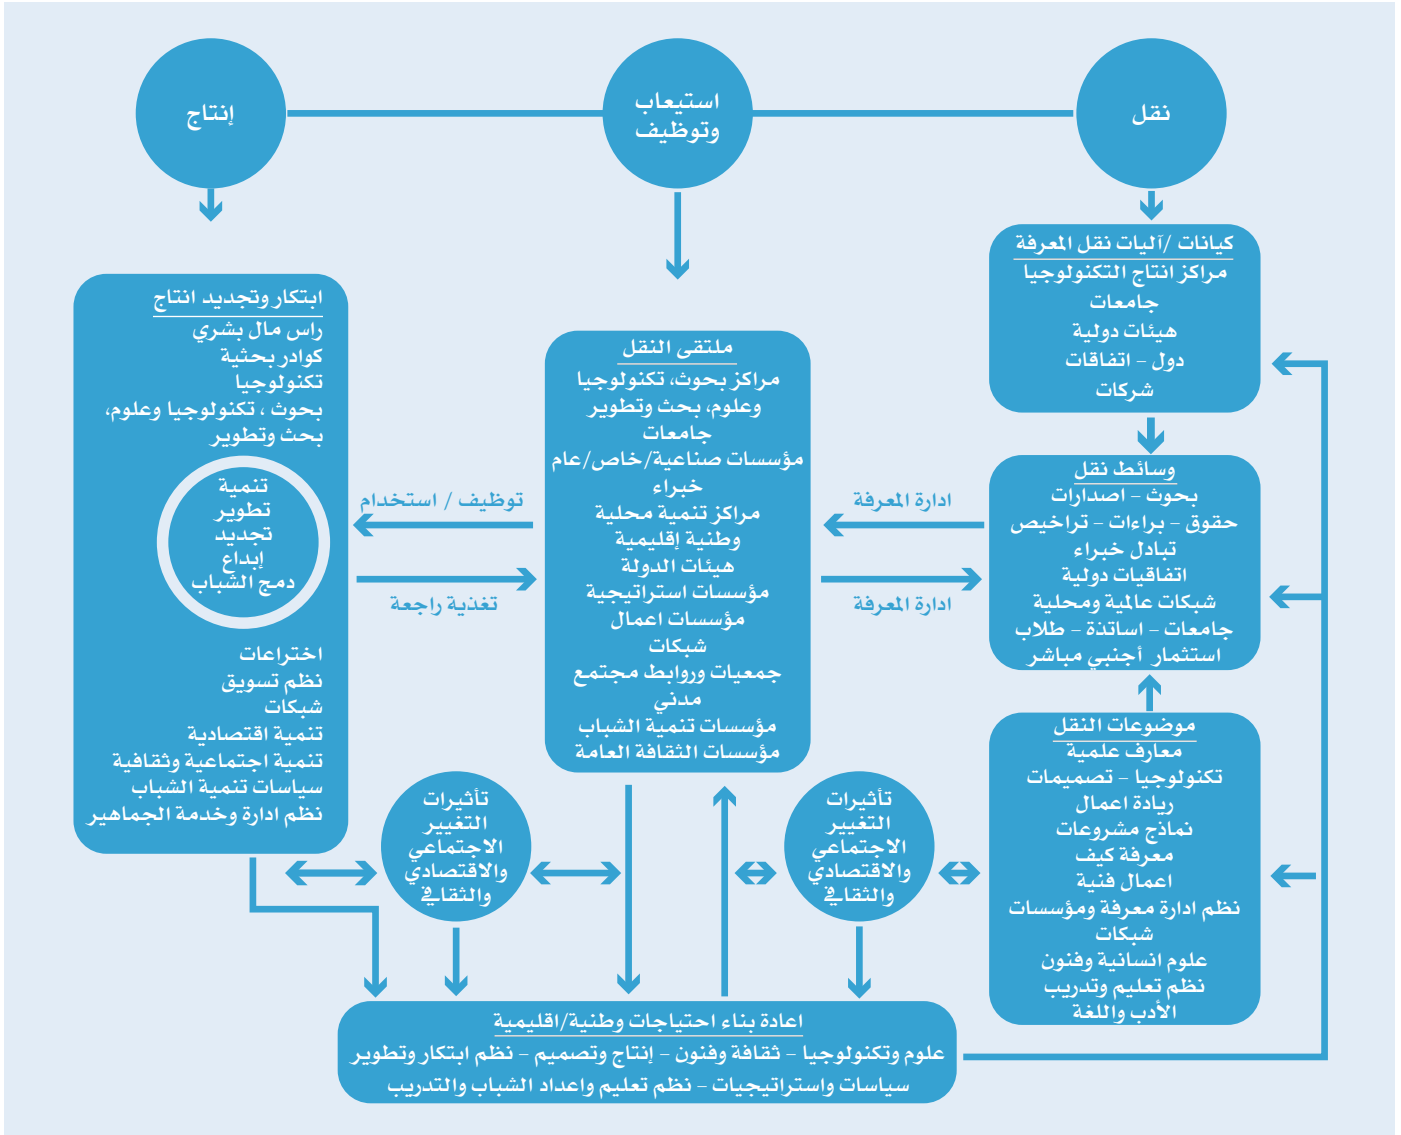 نقل
استيعاب
وتوظيف
إنتاج
كيانات /آليات نقل المعرفة
مراكز انتاج التكنولوجيا
جامعات
هيئات دولية
دول – اتفاقات
شركات
وسائط نقل
بحوث – اصدارات
حقوق – براءات – تراخيص
تبادل خبراء
اتفاقيات دولية
شبكات عالمية ومحلية
جامعات – اساتذة – طلاب
استثمار أجنبي مباشر
موضوعات النقل
معارف علمية
تكنولوجيا – تصميمات
ريادة اعمال
نماذج مشروعات
معرفة كيف
اعمال فنية
نظم ادارة معرفة ومؤسسات
شبكات
علوم انسانية وفنون
نظم تعليم وتدريب
الأدب واللغة
ادارة المعرفة
ادارة المعرفة
ملتقى النقل
مراكز بحوث، تكنولوجيا
وعلوم، بحث وتطوير
جامعات
مؤسسات صناعية/خاص/عام
خبراء
مراكز تنمية محلية
وطنية إقليمية
هيئات الدولة
مؤسسات استراتيجية
مؤسسات اعمال
شبكات
جمعيات وروابط مجتمع
مدني
مؤسسات تنمية الشباب
مؤسسات الثقافة العامة
توظيف / استخدام
تغذية راجعة
ابتكار وتجديد انتاج
راس مال بشري
كوادر بحثية
تكنولوجيا
بحوث ، تكنولوجيا وعلوم،
بحث وتطوير
تنمية
تطوير
تجديد
إبداع
دمج الشباب
اختراعات
نظم تسويق
شبكات
تنمية اقتصادية
تنمية اجتماعية وثقافية
سياسات تنمية الشباب
نظم ادارة وخدمة الجماهير
تأثيرات
التغيير
الاجتماعي
والاقتصادي
والثقافي
تأثيرات
التغيير
الاجتماعي
والاقتصادي
والثقافي
اعادة بناء احتياجات وطنية/اقليمية
علوم وتكنولوجيا – ثقافة وفنون – إنتاج وتصميم – نظم ابتكار وتطوير
سياسات واستراتيجيات – نظم تعليم واعداد الشباب والتدريب